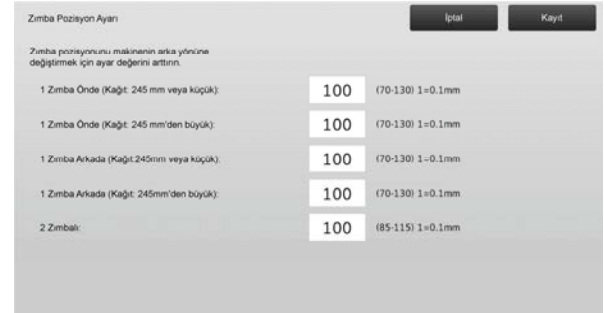 Zımba Pozisyon Ayarı
İptal
Kayıt
Zımba pozisyonunu makinenin arka yönüne
değiştirmek için ayar değerini arttırın.
1 Zımba Önde (Kağıt: 245 mm veya küçük): 100 (70-130) 1=0.1mm
1 Zımba Önde (Kağıt: 245 mm'den büyük): 100 (70-130) 1=0.1mm
1 Zımba Arkada (Kağıt:245mm veya küçük): 100 (70-130) 1=0.1mm
1 Zımba Arkada (Kağıt: 245mm'den büyük): 100 (70-130) 1=0.1mm
2 Zımbalı: 100 (85-115) 1=0.1mm